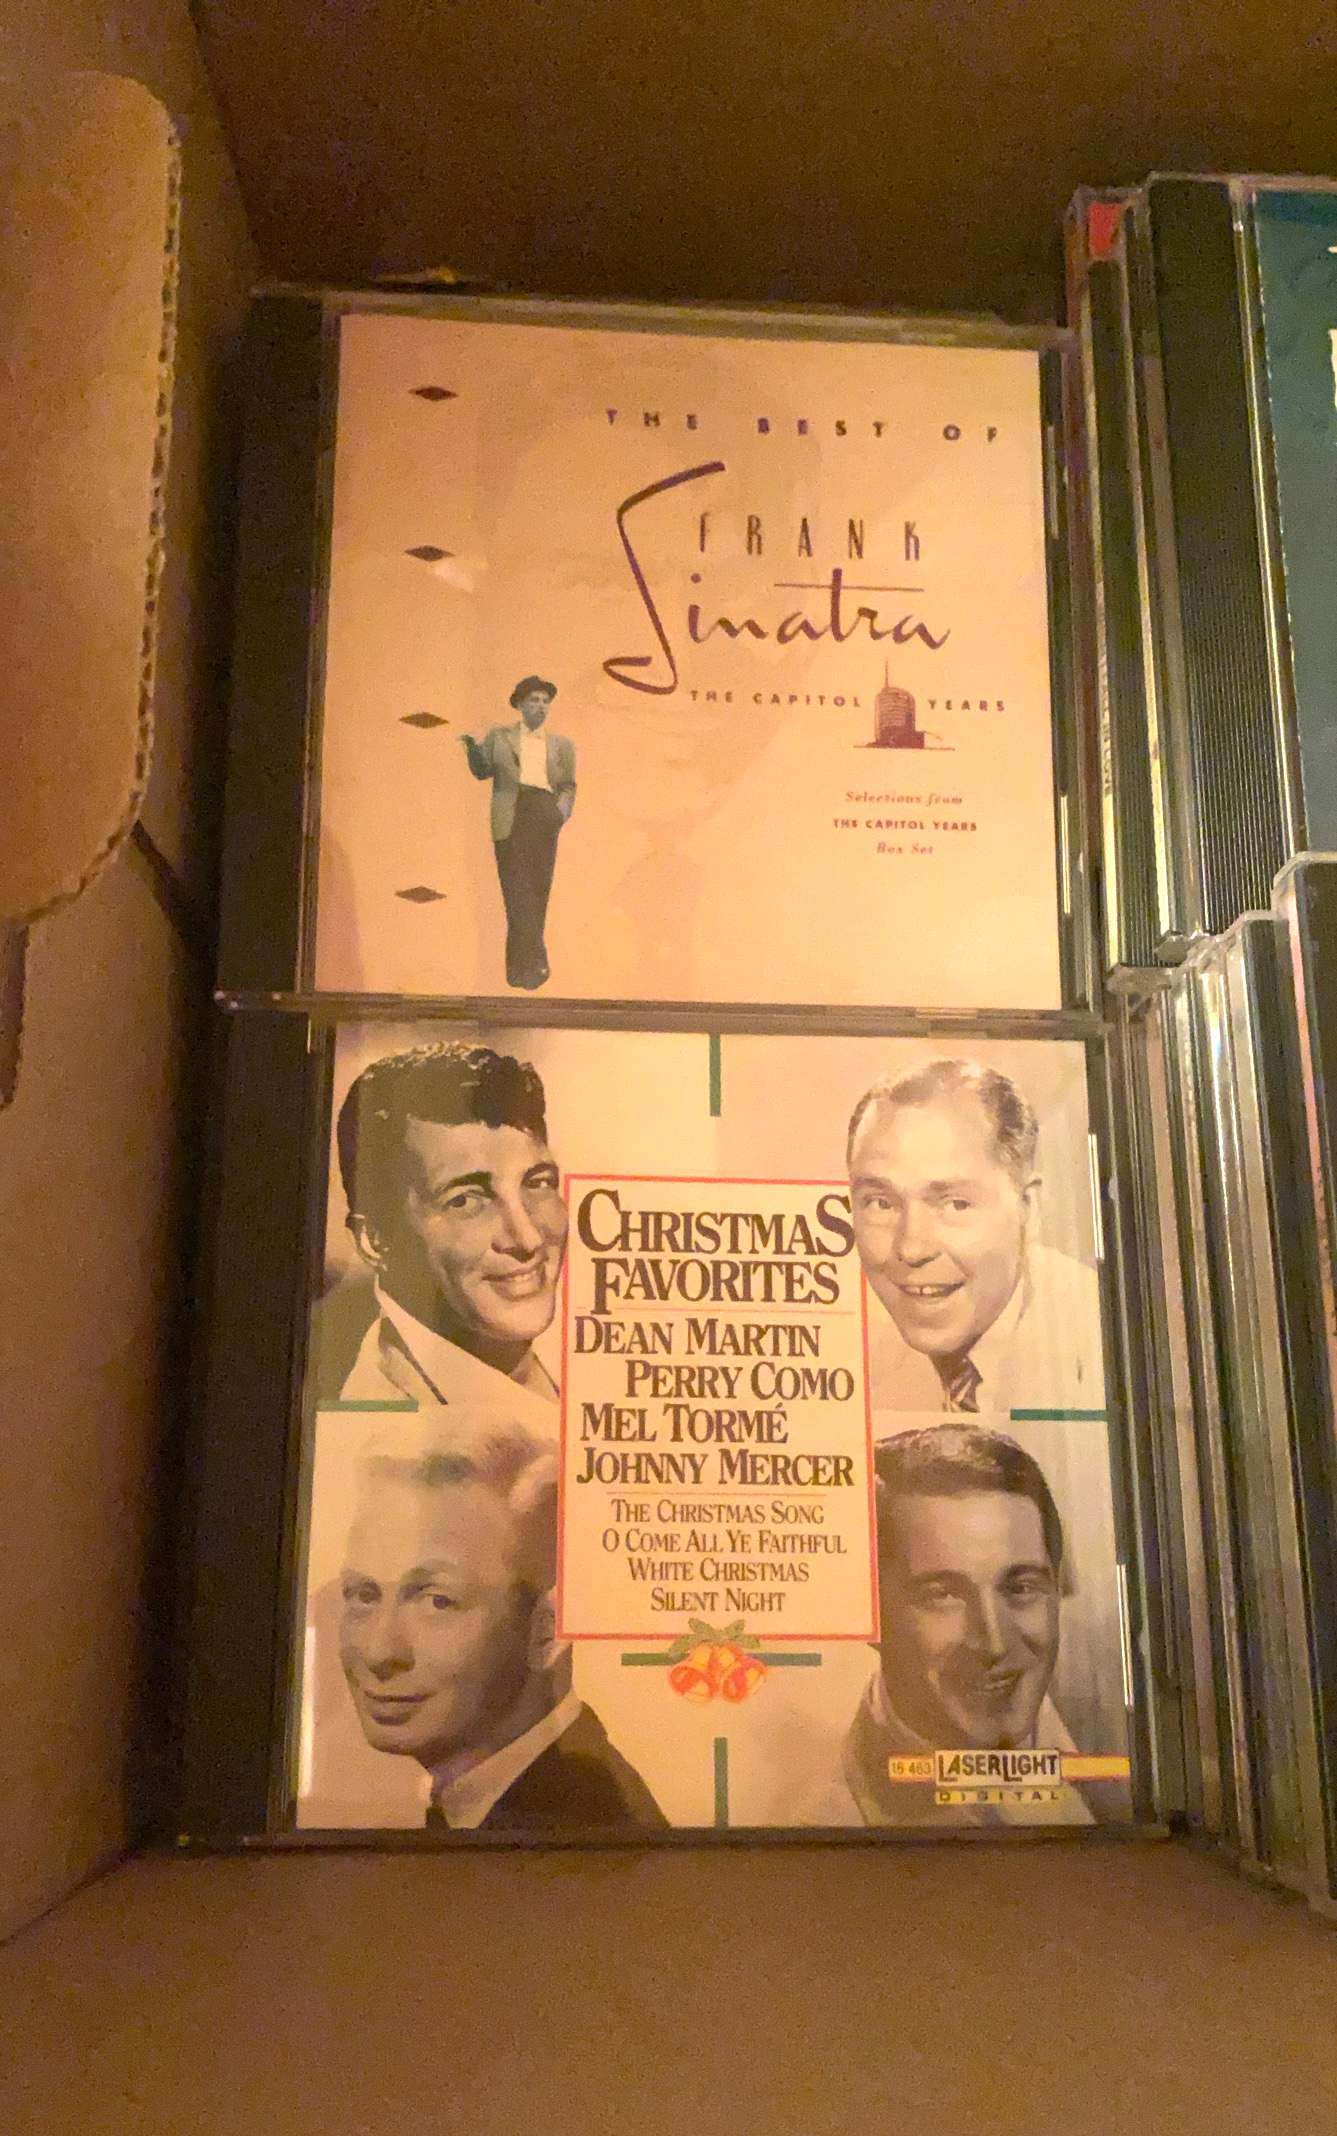 THE BEST OF
FRANK
Sinatra
THE CAPITOL YEARS
Selections from
THE CAPITOL YEARS
Box Set
CHRISTMAS
FAVORITES
DEAN MARTIN
PERRY COMO
MEL TORMÉ
JOHNNY MERCER
THE CHRISTMAS SONG
O COME ALL YE FAITHFUL
WHITE CHRISTMAS
SILENT NIGHT
15 463 LASERLIGHT
DIGITAL